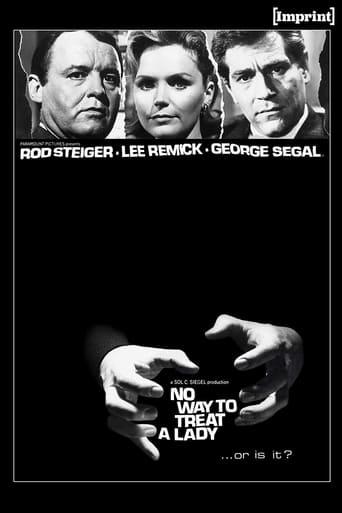 [Imprint]
PARAMOUNT PICTURES presents
ROD STEIGER · LEE REMICK · GEORGE SEGAL
a SOL C. SIEGEL production
NO
WAY TO
TREAT
A LADY
...or is it?